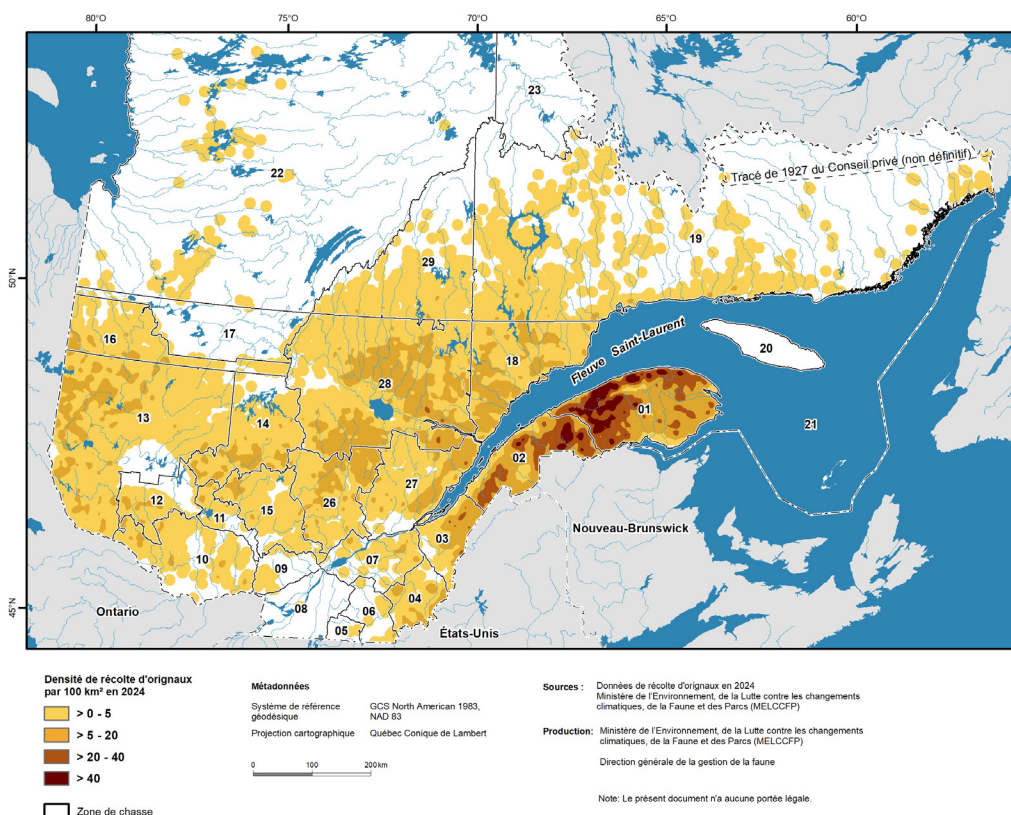 80°O 75°O 70°O 65°O 60°O
23
Tracé de 1927 du Conseil privé (non définitif)
22
19
29
50°N
16
17
Fleuve Saint-Laurent
20
18
28
01
13
14
21
02
27
12
26
15
11
Nouveau-Brunswick
03
10
07
09
04
45°N
Ontario
08
06
05
États-Unis
Densité de récolte d'orignaux
par 100 km² en 2024
> 0 - 5
> 5 - 20
> 20 - 40
> 40
Zone de chasse
Métadonnées
Système de référence géodésique
GCS North American 1983, NAD 83
Projection cartographique
Québec Conique de Lambert
0 100 200 km
Sources : Données de récolte d'orignaux en 2024
Ministère de l'Environnement, de la Lutte contre les changements
climatiques, de la Faune et des Parcs (MELCCFP)
Production: Ministère de l'Environnement, de la Lutte contre les changements
climatiques, de la Faune et des Parcs (MELCCFP)
Direction générale de la gestion de la faune
Note: Le présent document n'a aucune portée légale.